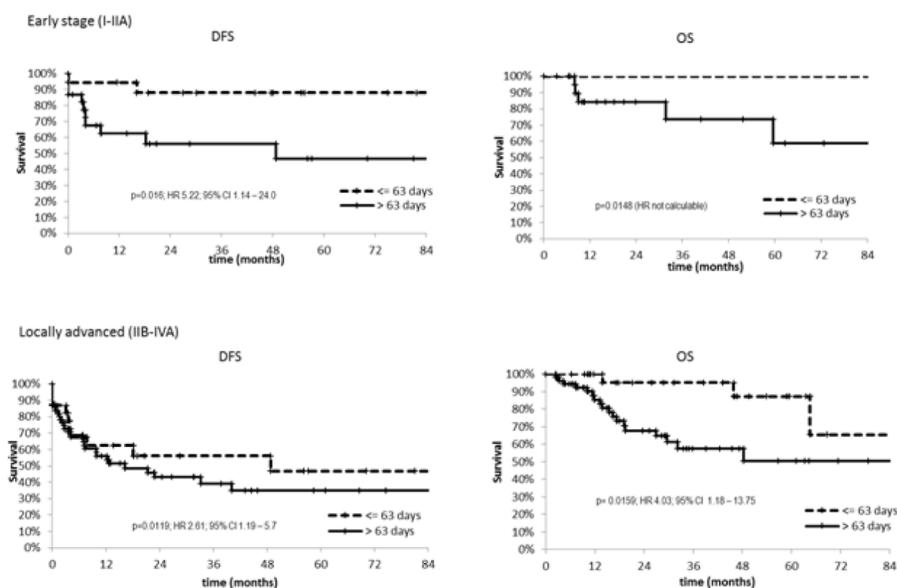 Early stage (I-IIA)
DFS
Survival
100%
90%
80%
70%
60%
50%
40%
30%
20%
10%
0%
p=0.016; HR 5.22; 95% CI 1.14 – 24.0
<= 63 days
> 63 days
0 12 24 36 48 60 72 84
time (months)
OS
Survival
100%
90%
80%
70%
60%
50%
40%
30%
20%
10%
0%
p=0.0148 (HR not calculable)
<= 63 days
> 63 days
0 12 24 36 48 60 72 84
time (months)
Locally advanced (IIB-IVA)
DFS
Survival
100%
90%
80%
70%
60%
50%
40%
30%
20%
10%
0%
p=0.0119; HR 2.61; 95% CI 1.19 – 5.7
<= 63 days
> 63 days
0 12 24 36 48 60 72 84
time (months)
OS
Survival
100%
90%
80%
70%
60%
50%
40%
30%
20%
10%
0%
p= 0.0159; HR 4.03; 95% CI 1.18 – 13.75
<= 63 days
> 63 days
0 12 24 36 48 60 72 84
time (months)